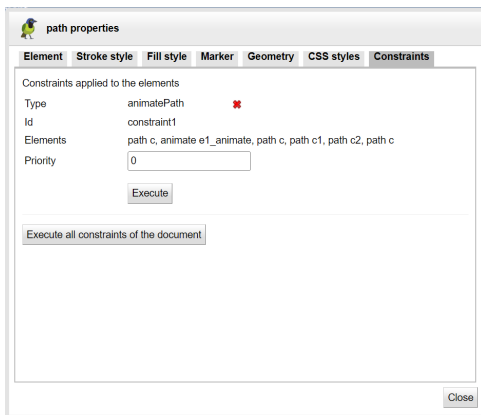 path properties
Element Stroke style Fill style Marker Geometry CSS styles Constraints
Constraints applied to the elements
Type animatePath
Id constraint1
Elements path c, animate e1_animate, path c, path c1, path c2, path c
Priority 0
Execute
Execute all constraints of the document
Close